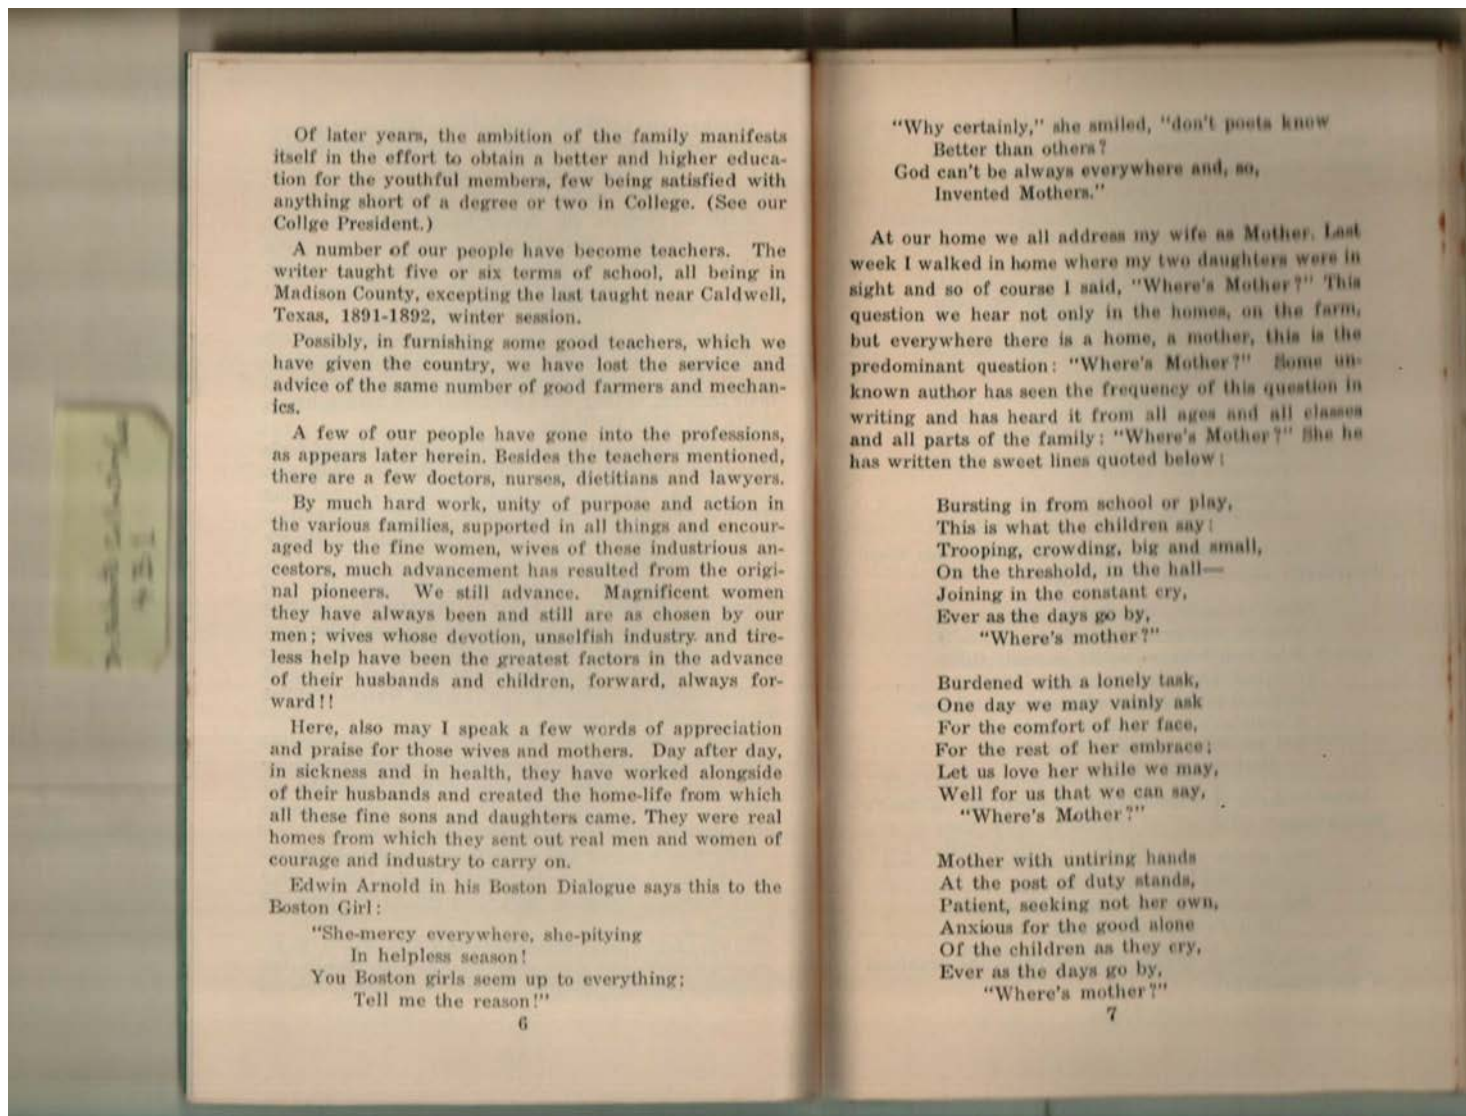 Of later years, the ambition of the family manifests
itself in the effort to obtain a better and higher educa-
tion for the youthful members, few being satisfied with
anything short of a degree or two in College. (See our
Collge President.)
A number of our people have become teachers. The
writer taught five or six terms of school, all being in
Madison County, excepting the last taught near Caldwell,
Texas, 1891-1892, winter session.
Possibly, in furnishing some good teachers, which we
have given the country, we have lost the service and
advice of the same number of good farmers and mechan-
ics.
A few of our people have gone into the professions,
as appears later herein. Besides the teachers mentioned,
there are a few doctors, nurses, dietitians and lawyers.
By much hard work, unity of purpose and action in
the various families, supported in all things and encour-
aged by the fine women, wives of these industrious an-
cestors, much advancement has resulted from the origi-
nal pioneers. We still advance. Magnificent women
they have always been and still are as chosen by our
men; wives whose devotion, unselfish industry and tire-
less help have been the greatest factors in the advance
of their husbands and children, forward, always for-
ward!!
Here, also may I speak a few words of appreciation
and praise for those wives and mothers. Day after day,
in sickness and in health, they have worked alongside
of their husbands and created the home-life from which
all these fine sons and daughters came. They were real
homes from which they sent out real men and women of
courage and industry to carry on.
Edwin Arnold in his Boston Dialogue says this to the
Boston Girl:
"She-mercy everywhere, she-pitying
In helpless season!
You Boston girls seem up to everything;
Tell me the reason!"
6
"Why certainly," she smiled, "don't poets know
Better than others?
God can't be always everywhere and, so,
Invented Mothers."
At our home we all address my wife as Mother. Last
week I walked in home where my two daughters were in
sight and so of course I said, "Where's Mother?" This
question we hear not only in the homes, on the farm,
but everywhere there is a home, a mother, this is the
predominant question: "Where's Mother?" Some un-
known author has seen the frequency of this question in
writing and has heard it from all ages and all classes
and all parts of the family: "Where's Mother?" She he
has written the sweet lines quoted below:
Bursting in from school or play,
This is what the children say:
Trooping, crowding, big and small,
On the threshold, in the hall—
Joining in the constant cry,
Ever as the days go by,
"Where's mother?"
Burdened with a lonely task,
One day we may vainly ask
For the comfort of her face,
For the rest of her embrace;
Let us love her while we may,
Well for us that we can say,
"Where's Mother?"
Mother with untiring hands
At the post of duty stands,
Patient, seeking not her own,
Anxious for the good alone
Of the children as they cry,
Ever as the days go by,
"Where's mother?"
7